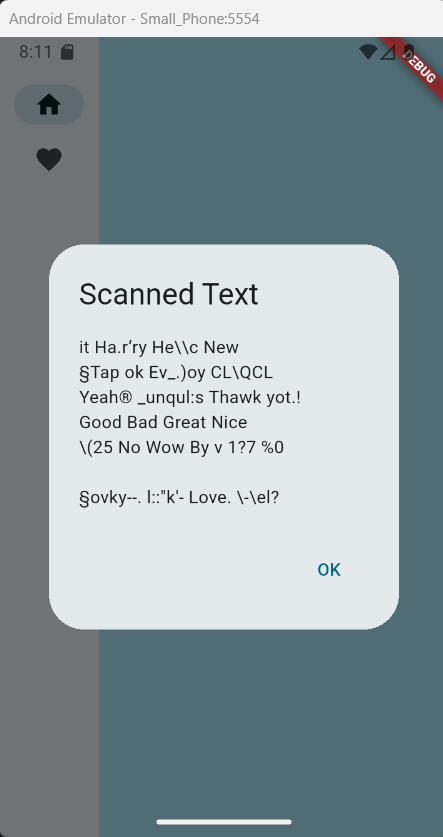 Android Emulator - Small_Phone:5554
8:11
DEBUG
Scanned Text
it Ha.r‘ry He\\c New
§Tap ok Ev_.)oy CL\QCL
Yeah® _unqul:s Thawk yot.!
Good Bad Great Nice
\(25 No Wow By v 1?7 %0
§ovky--. l::"k'- Love. \-\el?
OK